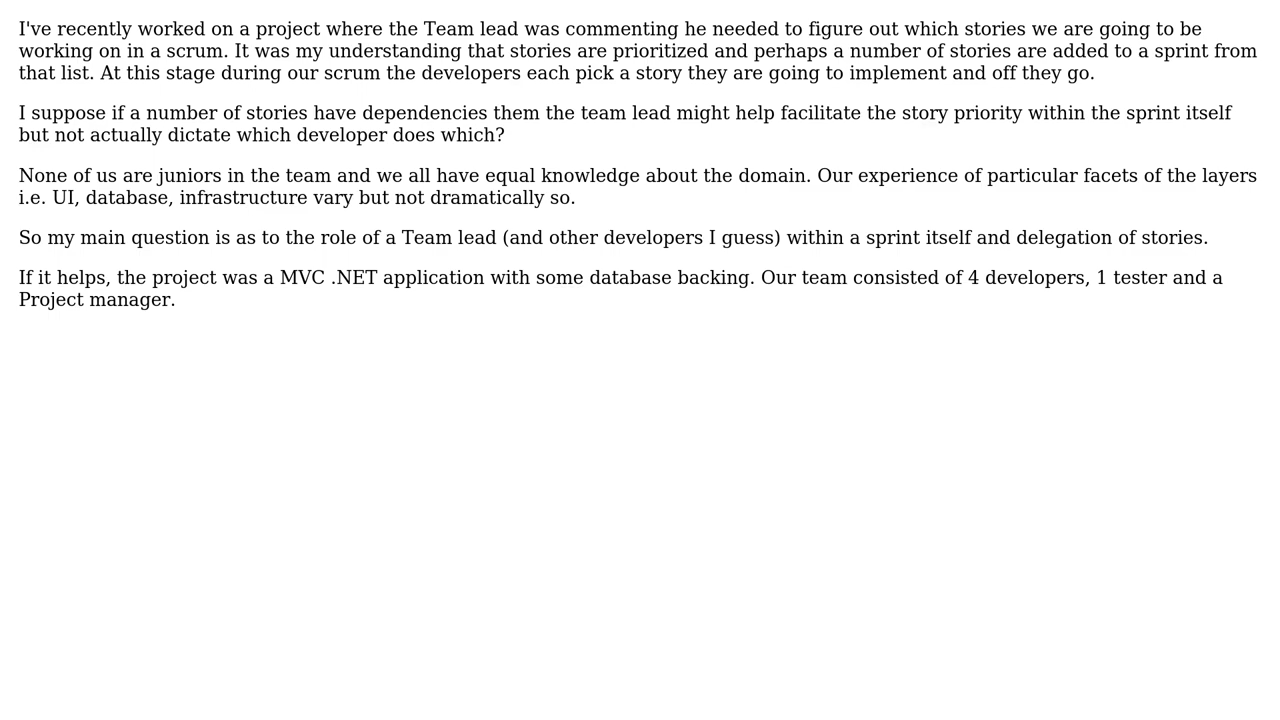 I've recently worked on a project where the Team lead was commenting he needed to figure out which stories we are going to be
working on in a scrum. It was my understanding that stories are prioritized and perhaps a number of stories are added to a sprint from
that list. At this stage during our scrum the developers each pick a story they are going to implement and off they go.
I suppose if a number of stories have dependencies them the team lead might help facilitate the story priority within the sprint itself
but not actually dictate which developer does which?
None of us are juniors in the team and we all have equal knowledge about the domain. Our experience of particular facets of the layers
i.e. UI, database, infrastructure vary but not dramatically so.
So my main question is as to the role of a Team lead (and other developers I guess) within a sprint itself and delegation of stories.
If it helps, the project was a MVC .NET application with some database backing. Our team consisted of 4 developers, 1 tester and a
Project manager.